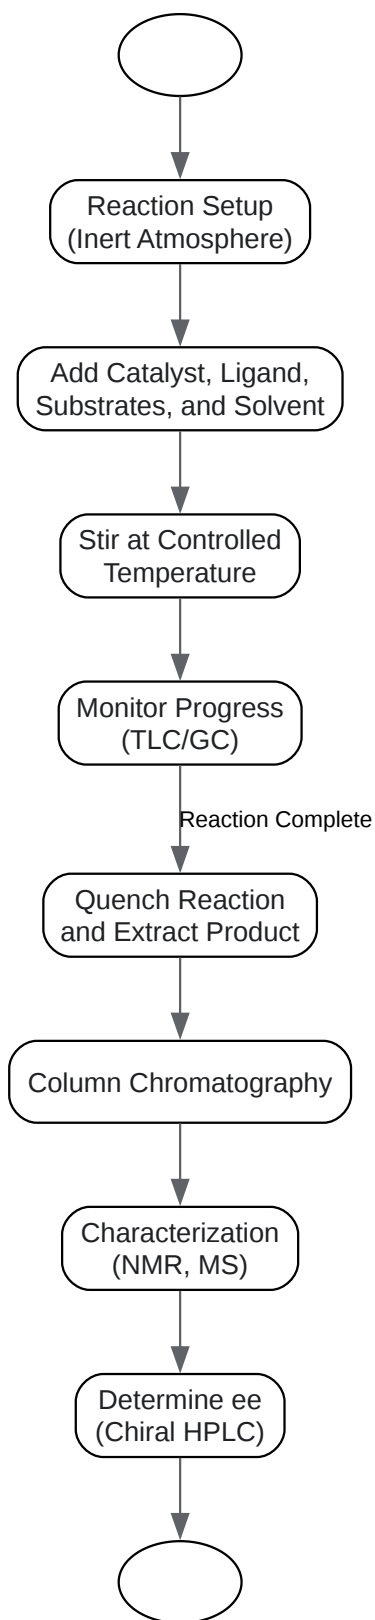 Reaction Setup
(Inert Atmosphere)
Add Catalyst, Ligand,
Substrates, and Solvent
Stir at Controlled
Temperature
Monitor Progress
(TLC/GC)
Reaction Complete
Quench Reaction
and Extract Product
Column Chromatography
Characterization
(NMR, MS)
Determine ee
(Chiral HPLC)